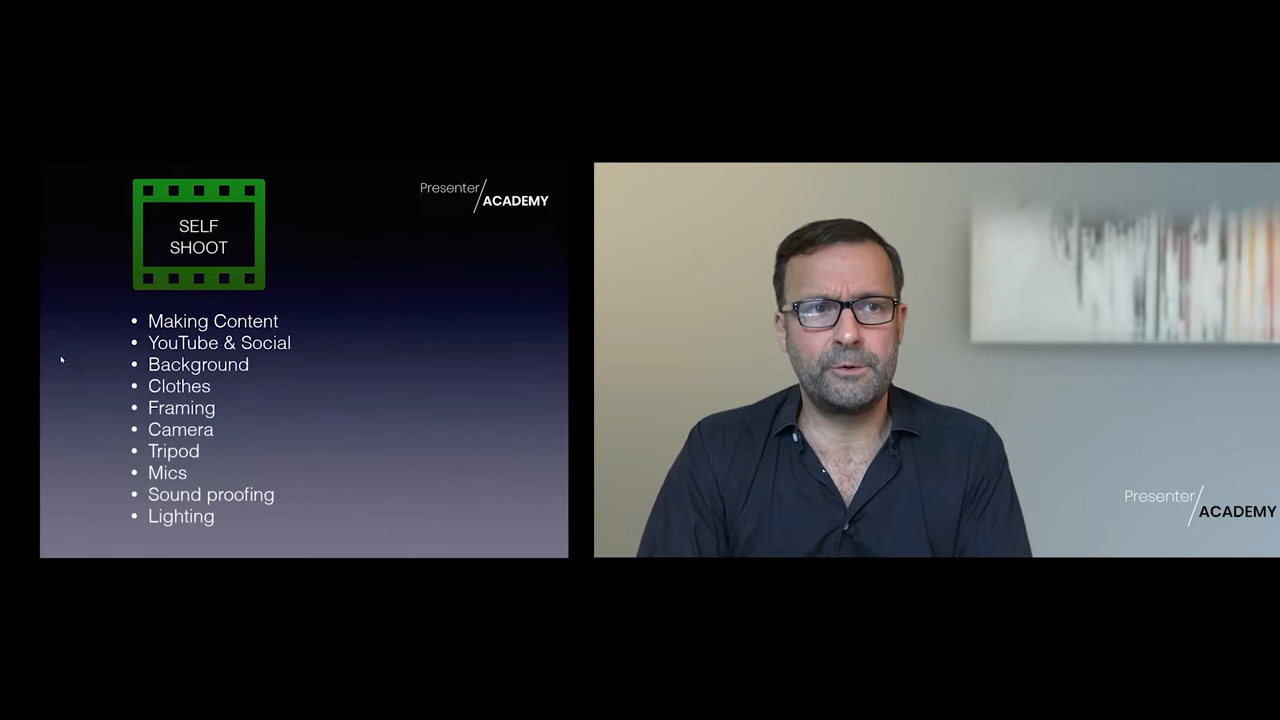 SELF
SHOOT
Presenter
ACADEMY
• Making Content
• YouTube & Social
• Background
• Clothes
• Framing
• Camera
• Tripod
• Mics
• Sound proofing
• Lighting
Presenter
ACADEMY